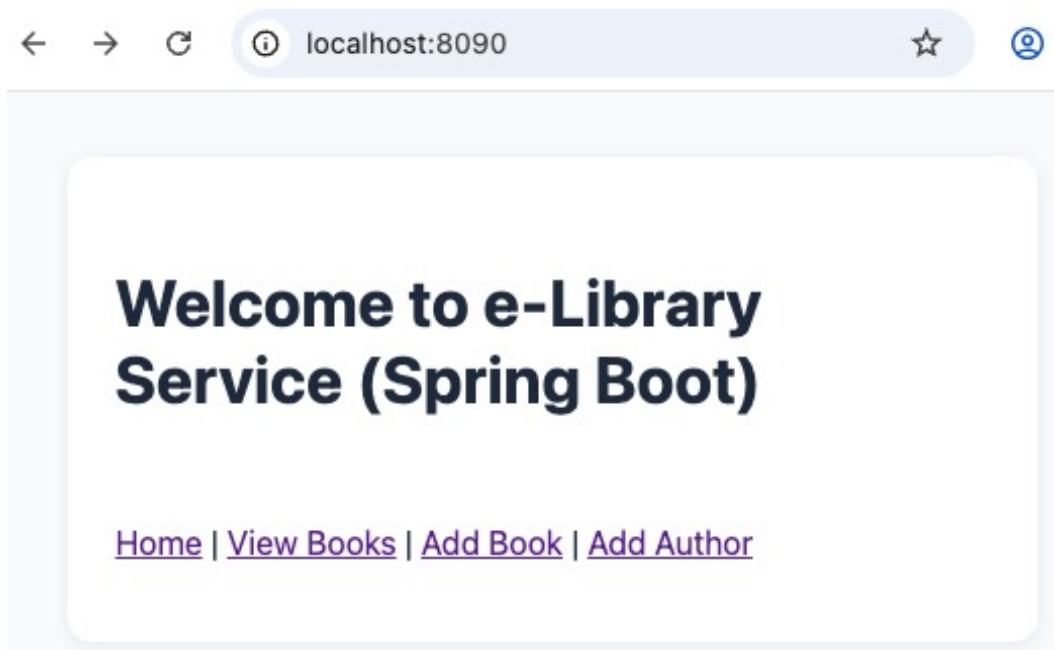 localhost:8090
Welcome to e-Library
Service (Spring Boot)
Home | View Books | Add Book | Add Author